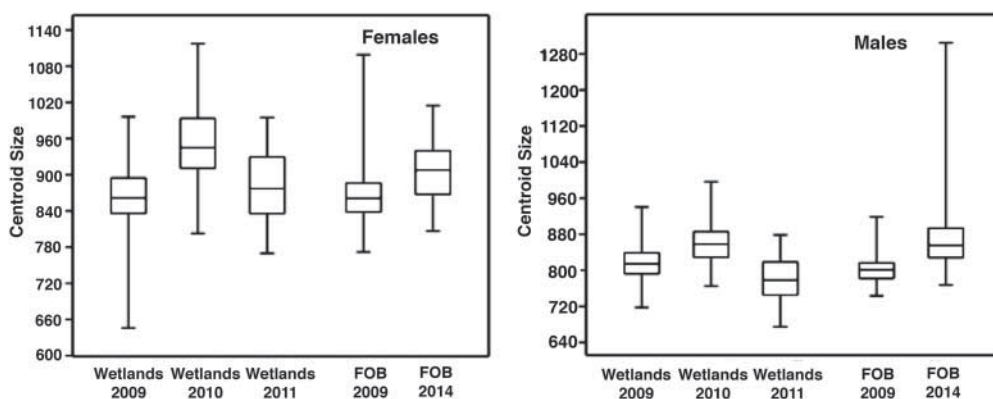 Females
Centroid Size
1140
1080
1020
960
900
840
780
720
660
600
Wetlands Wetlands Wetlands FOB FOB
2009 2010 2011 2009 2014
Males
Centroid Size
1280
1200
1120
1040
960
880
800
720
640
Wetlands Wetlands Wetlands FOB FOB
2009 2010 2011 2009 2014